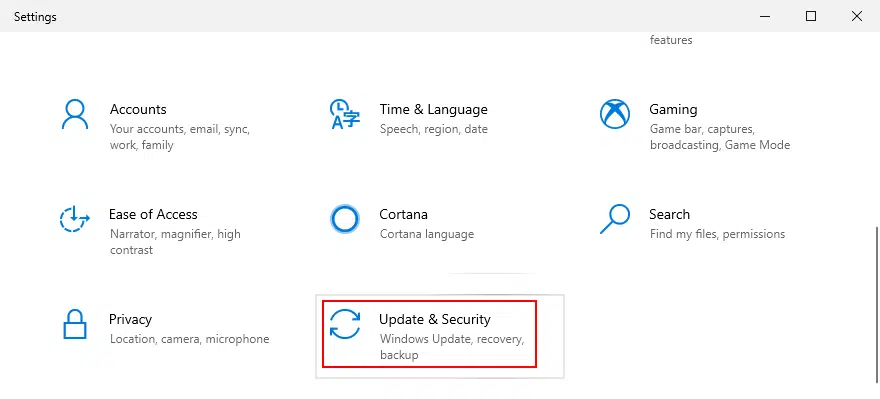 Settings
features
Accounts
Your accounts, email, sync,
work, family
Time & Language
Speech, region, date
Gaming
Game bar, captures,
broadcasting, Game Mode
Ease of Access
Narrator, magnifier, high
contrast
Cortana
Cortana language
Search
Find my files, permissions
Privacy
Location, camera, microphone
Update & Security
Windows Update, recovery,
backup